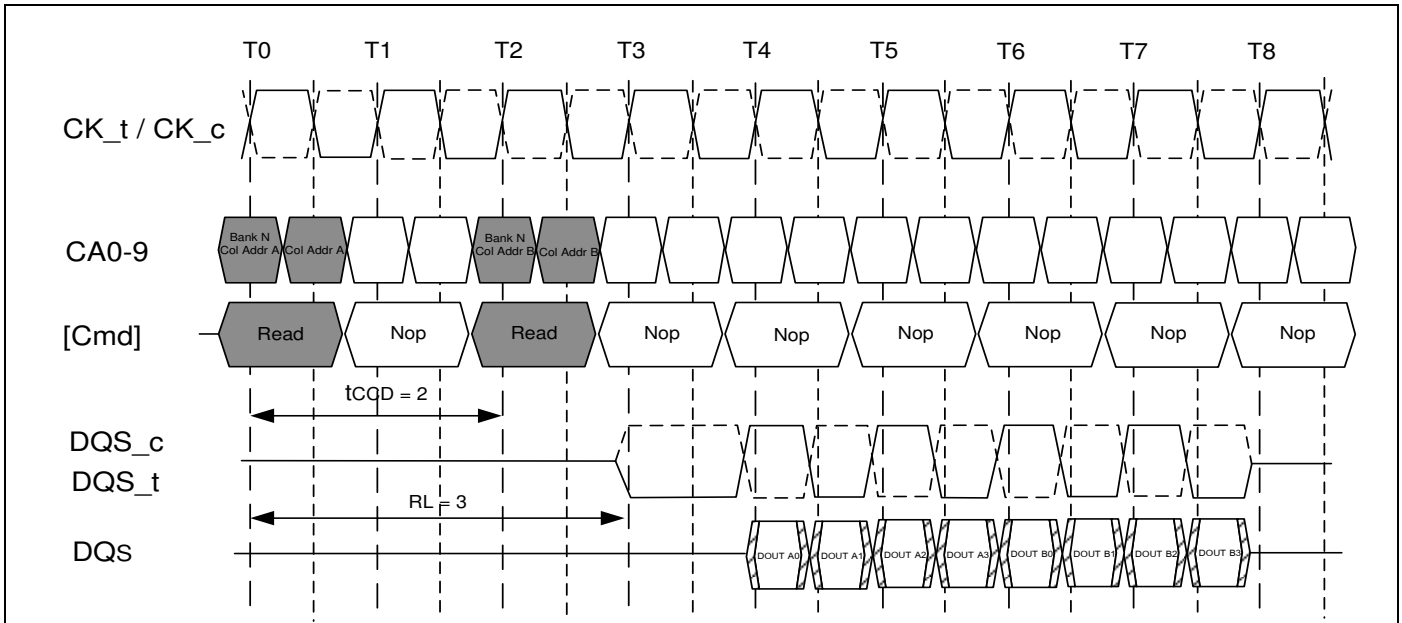 T0 T1 T2 T3 T4 T5 T6 T7 T8
CK_t / CK_c
CA0-9
Bank N
Col Addr A
Col Addr A
Bank N
Col Addr B
Col Addr B
[Cmd]
Read Nop Read Nop Nop Nop Nop Nop Nop
tCCD = 2
DQS_c
DQS_t
RL = 3
DQs
DOUT A0 DOUT A1 DOUT A2 DOUT A3 DOUT B0 DOUT B1 DOUT B2 DOUT B3